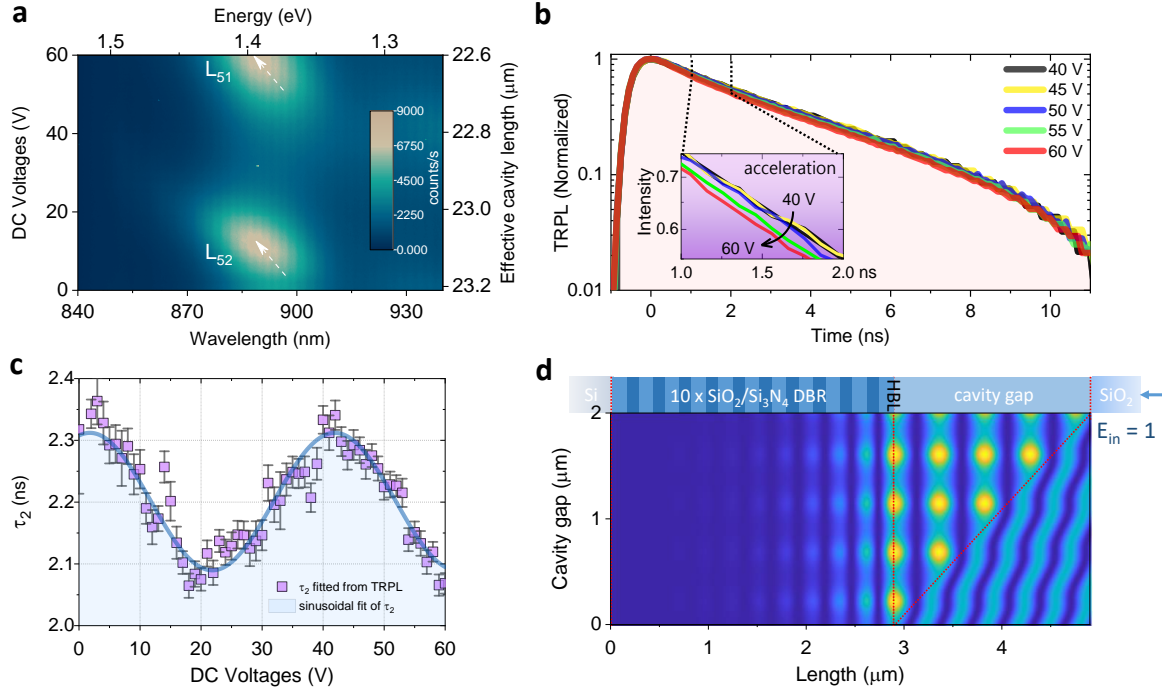 a
Energy (eV)
1.5 1.4 1.3
DC Voltages (V)
60
40
20
0
L51
L52
9000
6750
4500
2250
0.000
counts/s
22.6
22.8
23.0
23.2
Effective cavity length (μm)
840 870 900 930
Wavelength (nm)
b
TRPL (Normalized)
1
0.1
0.01
40 V
45 V
50 V
55 V
60 V
Intensity
0.7
0.6
acceleration
40 V
60 V
1.0 1.5 2.0 ns
0 2 4 6 8 10
Time (ns)
c
τ2 (ns)
2.4
2.3
2.2
2.1
2.0
τ2 fitted from TRPL
sinusoidal fit of τ2
0 10 20 30 40 50 60
DC Voltages (V)
d
Si
10 x SiO2/Si3N4 DBR
HBL
cavity gap
SiO2
Ein = 1
Cavity gap (μm)
2
1
0
0 1 2 3 4
Length (μm)